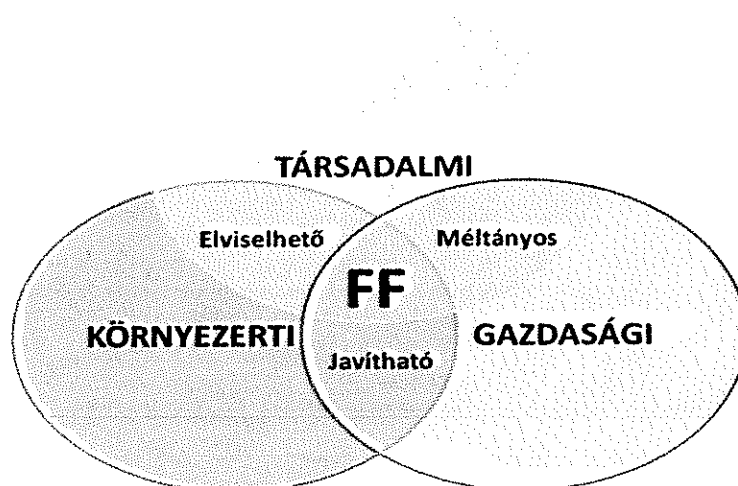 TÁRSADALMI
Elviselhető Méltányos
FF
KÖRNYEZERTI GAZDASÁGI
Javítható